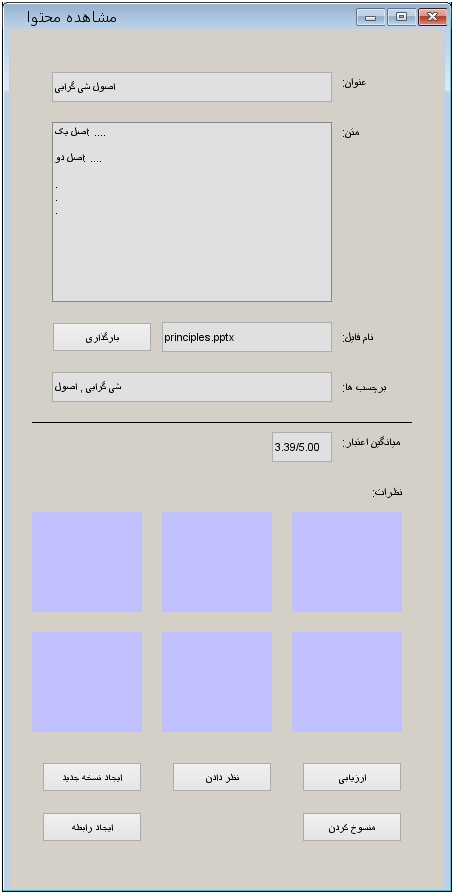 مشاهده محتوا
عنوان:
اصول شی گرایی
متن:
اصل یک ....
اصل دو ....
.
.
.
نام فایل:
principles.pptx
بارگذاری
برچسب ها:
شی گرایی , اصول
میانگین اعتبار:
3.39/5.00
نظرات:
ارزیابی
نظر دادن
ایجاد نسخه جدید
منسوخ کردن
ایجاد رابطه